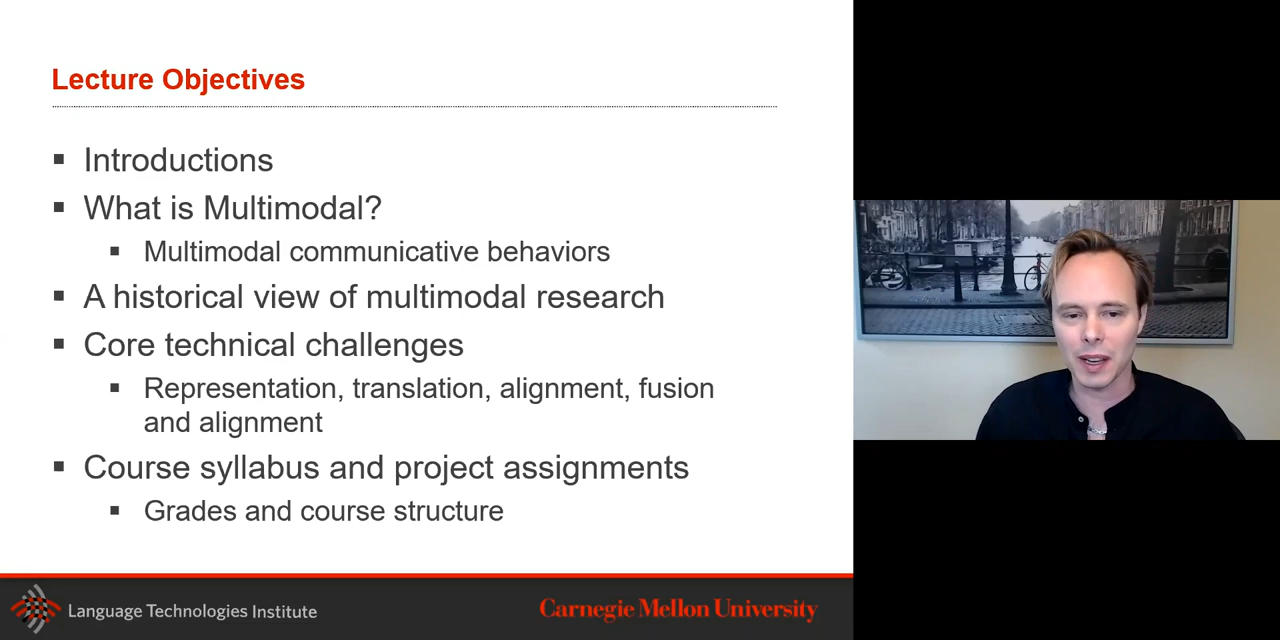 Lecture Objectives
Introductions
What is Multimodal?
Multimodal communicative behaviors
A historical view of multimodal research
Core technical challenges
Representation, translation, alignment, fusion
and alignment
Course syllabus and project assignments
Grades and course structure
Language Technologies Institute
Carnegie Mellon University